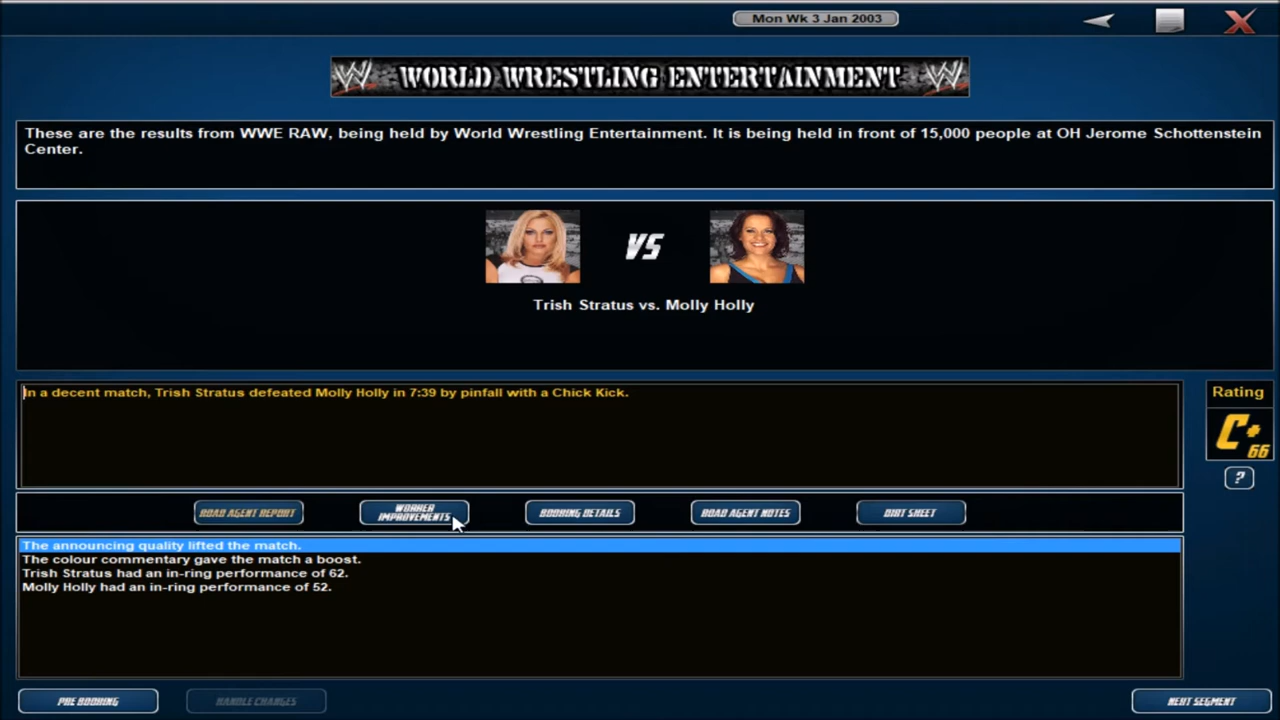 Mon Wk 3 Jan 2003
W WORLD WRESTLING ENTERTAINMENT W
These are the results from WWE RAW, being held by World Wrestling Entertainment. It is being held in front of 15,000 people at OH Jerome Schottenstein
Center.
VS
Trish Stratus vs. Molly Holly
In a decent match, Trish Stratus defeated Molly Holly in 7:39 by pinfall with a Chick Kick.
Rating
C+
66
?
ROAD AGENT REPORT
WORKER
IMPROVEMENTS
BOOKING DETAILS
ROAD AGENT NOTES
DIRT SHEET
The announcing quality lifted the match.
The colour commentary gave the match a boost.
Trish Stratus had an in-ring performance of 62.
Molly Holly had an in-ring performance of 52.
PRE BOOKING
HANDLE CHANGES
NEXT SEGMENT